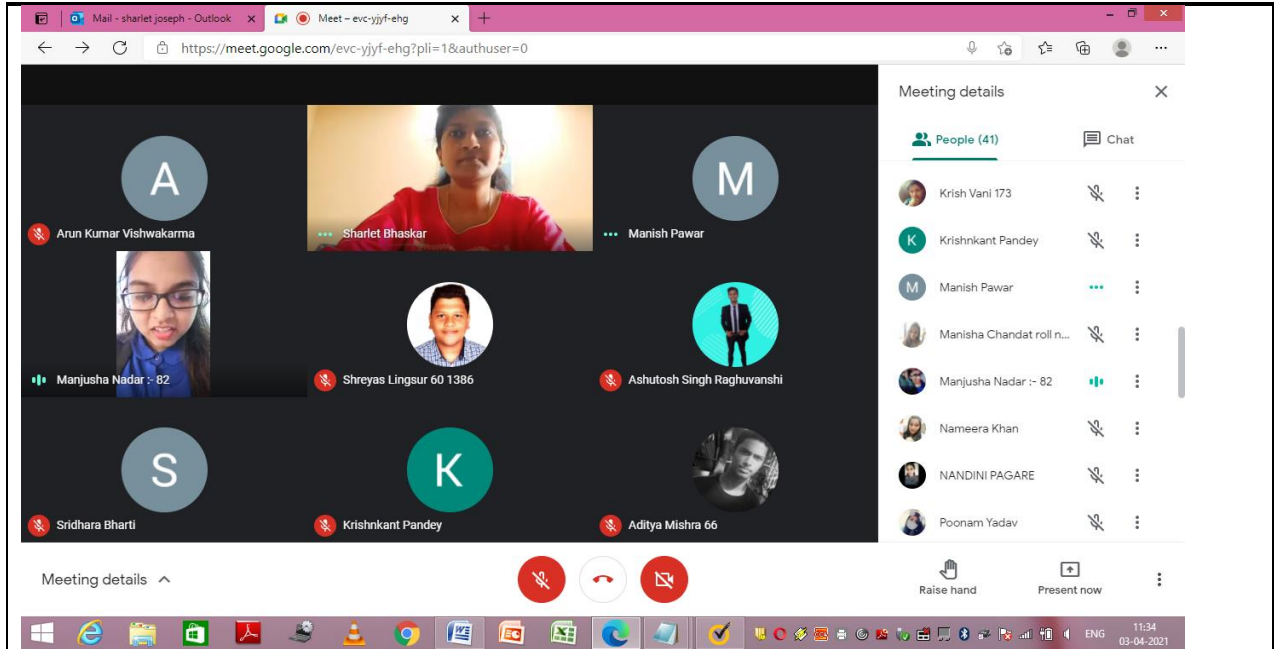 Mail - sharlet joseph - Outlook
Meet – evc-yjyf-ehg
https://meet.google.com/evc-yjyf-ehg?pli=1&authuser=0
Meeting details
People (41)
Chat
A
Arun Kumar Vishwakarma
Sharlet Bhaskar
M
Manish Pawar
Manjusha Nadar :- 82
Shreyas Lingsur 60 1386
Ashutosh Singh Raghuvanshi
S
Sridhara Bharti
K
Krishnkant Pandey
Aditya Mishra 66
Krish Vani 173
K
Krishnkant Pandey
M
Manish Pawar
Manisha Chandat roll n...
Manjusha Nadar :- 82
Nameera Khan
NANDINI PAGARE
Poonam Yadav
Meeting details
Raise hand
Present now
ENG
11:34
03-04-2021